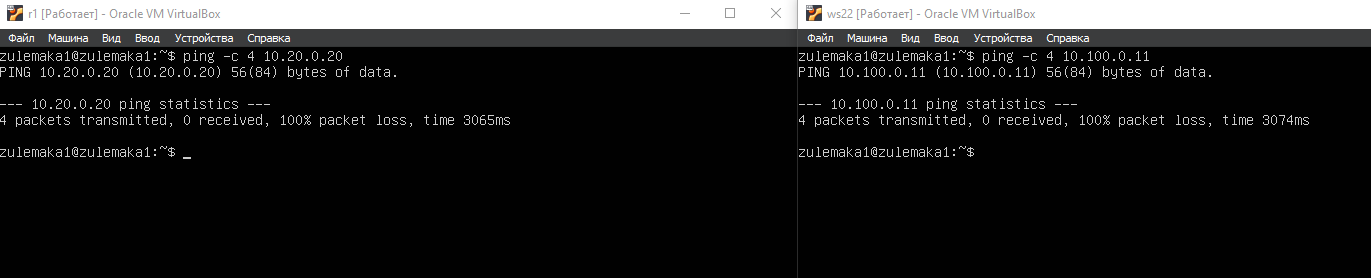 r1 [Работает] - Oracle VM VirtualBox
Файл Машина Вид Ввод Устройства Справка
zulemaka1@zulemaka1:~$ ping -c 4 10.20.0.20
PING 10.20.0.20 (10.20.0.20) 56(84) bytes of data.
--- 10.20.0.20 ping statistics ---
4 packets transmitted, 0 received, 100% packet loss, time 3065ms
zulemaka1@zulemaka1:~$ _
ws22 [Работает] - Oracle VM VirtualBox
Файл Машина Вид Ввод Устройства Справка
zulemaka1@zulemaka1:~$ ping -c 4 10.100.0.11
PING 10.100.0.11 (10.100.0.11) 56(84) bytes of data.
--- 10.100.0.11 ping statistics ---
4 packets transmitted, 0 received, 100% packet loss, time 3074ms
zulemaka1@zulemaka1:~$